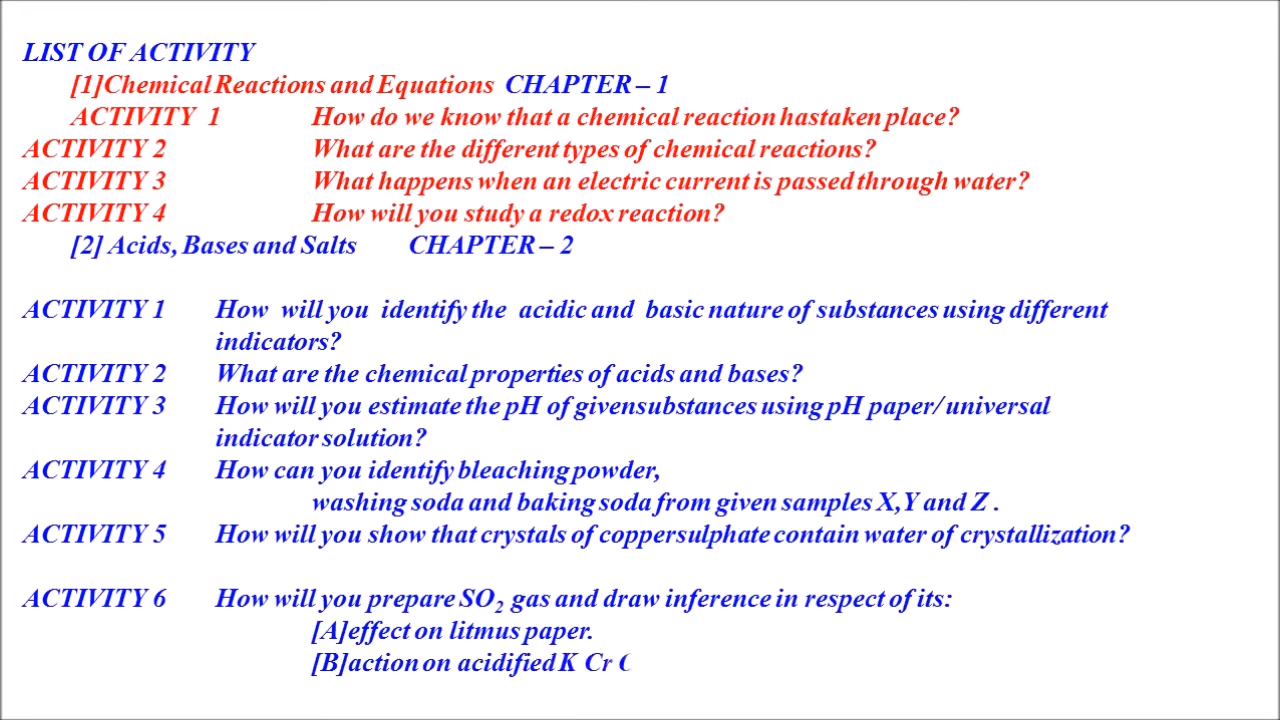 LIST OF ACTIVITY
[1]Chemical Reactions and Equations CHAPTER – 1
ACTIVITY 1 How do we know that a chemical reaction hastaken place?
ACTIVITY 2 What are the different types of chemical reactions?
ACTIVITY 3 What happens when an electric current is passed through water?
ACTIVITY 4 How will you study a redox reaction?
[2] Acids, Bases and Salts CHAPTER – 2
ACTIVITY 1 How will you identify the acidic and basic nature of substances using different
indicators?
ACTIVITY 2 What are the chemical properties of acids and bases?
ACTIVITY 3 How will you estimate the pH of givensubstances using pH paper/ universal
indicator solution?
ACTIVITY 4 How can you identify bleaching powder,
washing soda and baking soda from given samples X,Y and Z .
ACTIVITY 5 How will you show that crystals of coppersulphate contain water of crystallization?
ACTIVITY 6 How will you prepare SO₂ gas and draw inference in respect of its:
[A]effect on litmus paper.
[B]action on acidified K Cr